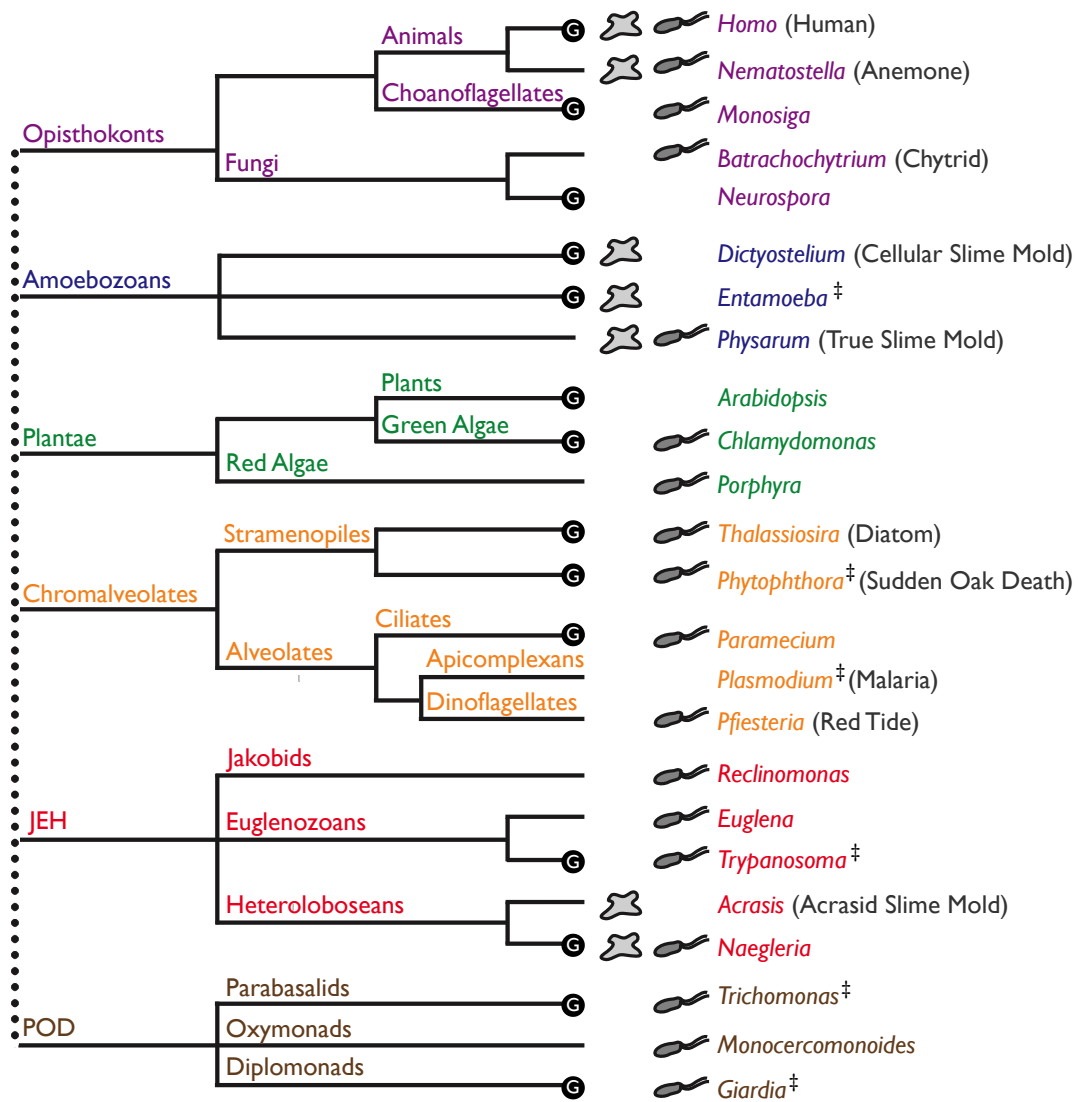 Animals
G Homo (Human)
Nematostella (Anemone)
Choanoflagellates
G Monosiga
Opisthokonts
Fungi
Batrachochytrium (Chytrid)
G Neurospora
G Dictyostelium (Cellular Slime Mold)
Amoebozoans
G Entamoeba‡
Physarum (True Slime Mold)
Plants
G Arabidopsis
Green Algae
G Chlamydomonas
Plantae
Red Algae
Porphyra
Stramenopiles
G Thalassiosira (Diatom)
G Phytophthora‡ (Sudden Oak Death)
Chromalveolates
Ciliates
G Paramecium
Alveolates
Apicomplexans
Plasmodium‡ (Malaria)
Dinoflagellates
Pfiesteria (Red Tide)
Jakobids
Reclinomonas
JEH
Euglenozoans
Euglena
G Trypanosoma‡
Heteroloboseans
Acrasis (Acrasid Slime Mold)
G Naegleria
Parabasalids
G Trichomonas‡
POD
Oxymonads
Monocercomonoides
Diplomonads
G Giardia‡